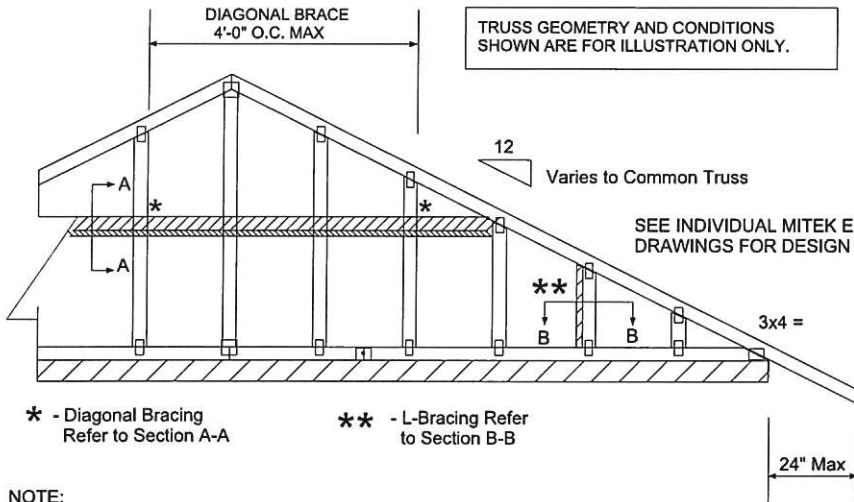 DIAGONAL BRACE
4'-0" O.C. MAX
TRUSS GEOMETRY AND CONDITIONS
SHOWN ARE FOR ILLUSTRATION ONLY.
12
Varies to Common Truss
A
*
*
A
SEE INDIVIDUAL MITEK E
DRAWINGS FOR DESIGN
**
B
B
3x4 =
* - Diagonal Bracing
Refer to Section A-A
** - L-Bracing Refer
to Section B-B
24" Max
NOTE: